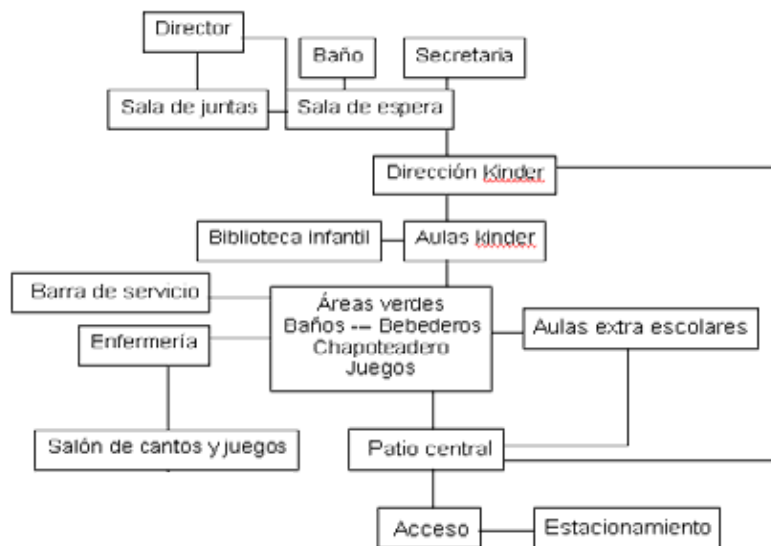 Director
Baño
Secretaria
Sala de juntas
Sala de espera
Dirección Kinder
Biblioteca infantil
Aulas kinder
Barra de servicio
Áreas verdes
Baños --- Bebederos
Chapoteadero
Juegos
Aulas extra escolares
Enfermería
Salón de cantos y juegos
Patio central
Acceso
Estacionamiento